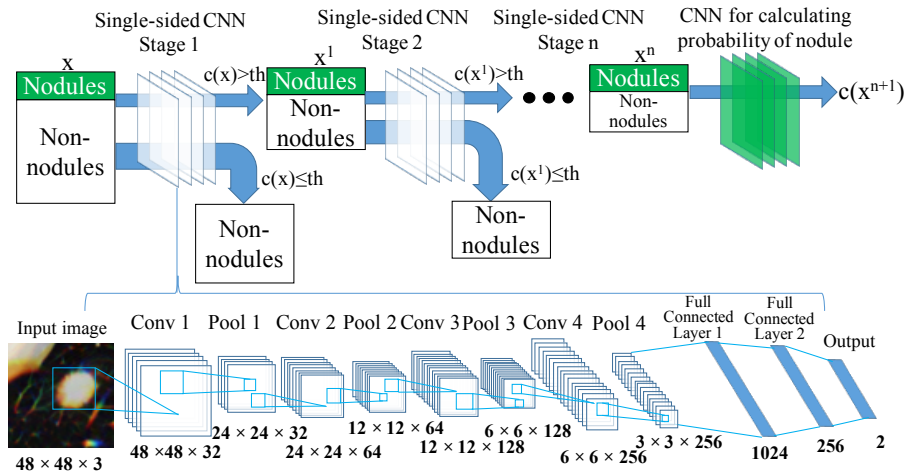 Single-sided CNN
Stage 1
Single-sided CNN
Stage 2
Single-sided CNN
Stage n
CNN for calculating
probability of nodule
x
Nodules
Non-
nodules
c(x)>th
c(x)≤th
Non-
nodules
x¹
Nodules
Non-
nodules
c(x¹)>th
c(x¹)≤th
Non-
nodules
xⁿ
Nodules
Non-
nodules
c(xⁿ⁺¹)
Input image
Conv 1
Pool 1
Conv 2
Pool 2
Conv 3
Pool 3
Conv 4
Pool 4
Full
Connected
Layer 1
Full
Connected
Layer 2
Output
48 × 48 × 3
48 × 48 × 32
24 × 24 × 32
24 × 24 × 64
12 × 12 × 64
12 × 12 × 128
6 × 6 × 128
6 × 6 × 256
3 × 3 × 256
1024
256
2